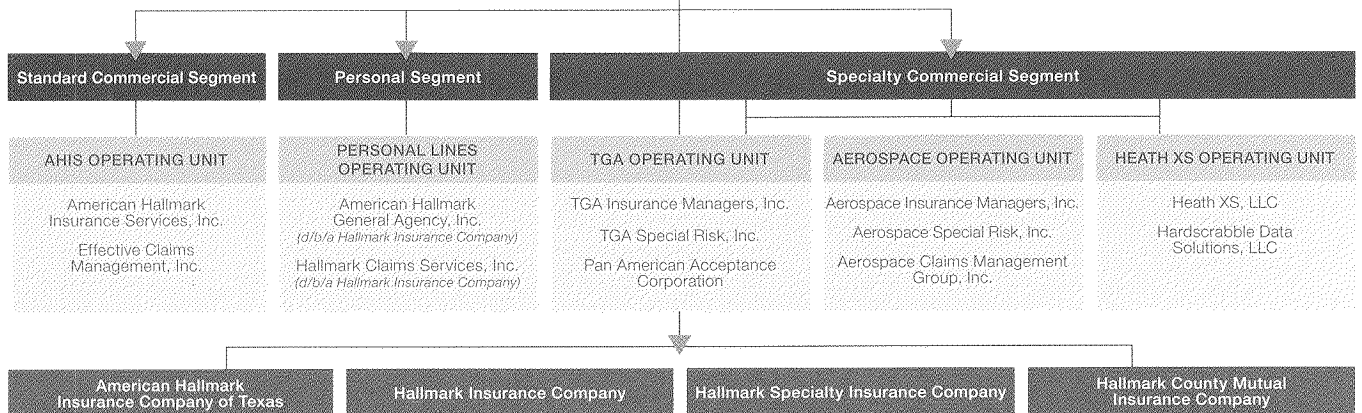 Standard Commercial Segment
Personal Segment
Specialty Commercial Segment
AHIS OPERATING UNIT
American Hallmark
Insurance Services, Inc.
Effective Claims
Management, Inc.
PERSONAL LINES
OPERATING UNIT
American Hallmark
General Agency, Inc.
(d/b/a Hallmark Insurance Company)
Hallmark Claims Services, Inc.
(d/b/a Hallmark Insurance Company)
TGA OPERATING UNIT
TGA Insurance Managers, Inc.
TGA Special Risk, Inc.
Pan American Acceptance
Corporation
AEROSPACE OPERATING UNIT
Aerospace Insurance Managers, Inc.
Aerospace Special Risk, Inc.
Aerospace Claims Management
Group, Inc.
HEATH XS OPERATING UNIT
Heath XS, LLC
Hardscrabble Data
Solutions, LLC
American Hallmark
Insurance Company of Texas
Hallmark Insurance Company
Hallmark Specialty Insurance Company
Hallmark County Mutual
Insurance Company